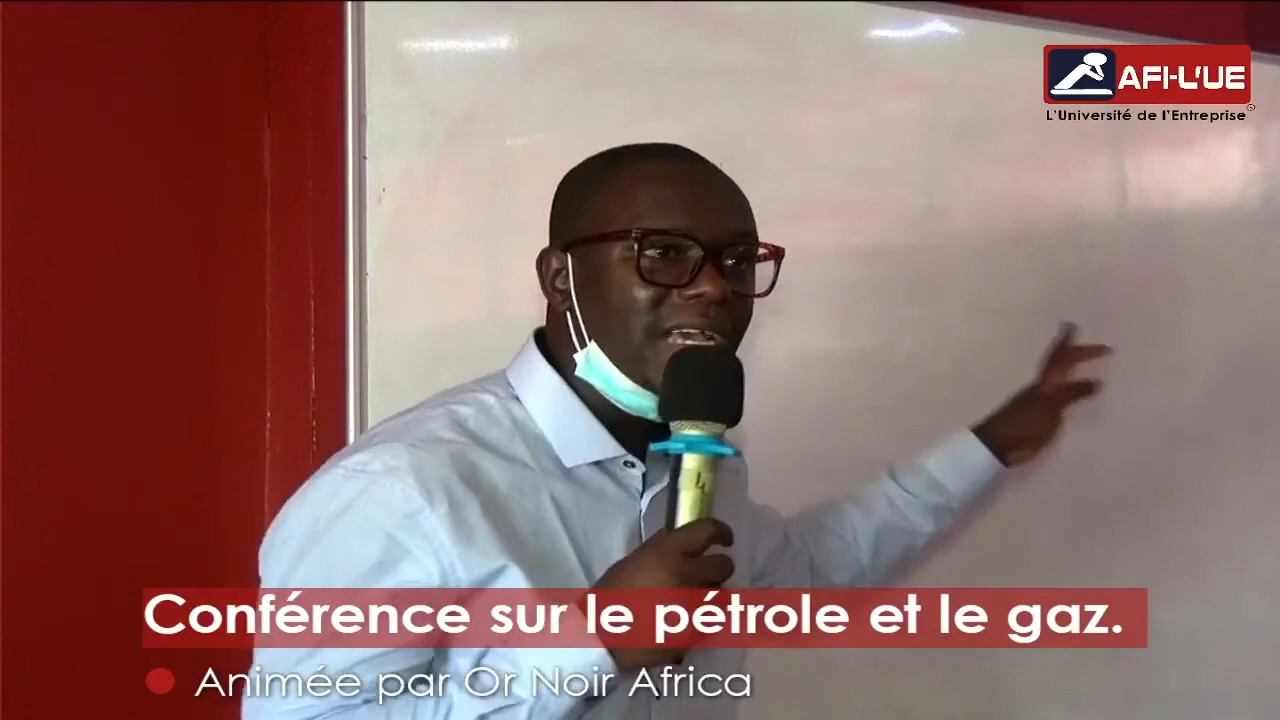 AFI-L'UE
L'Université de l'Entreprise
Conférence sur le pétrole et le gaz.
Animée par Or Noir Africa